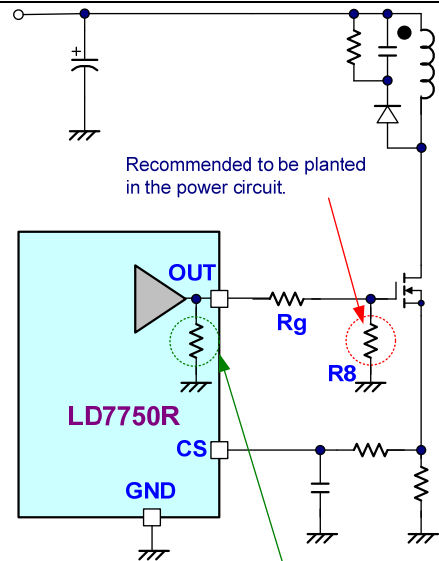 +
Recommended to be planted
in the power circuit.
OUT
Rg
R8
LD7750R
CS
GND